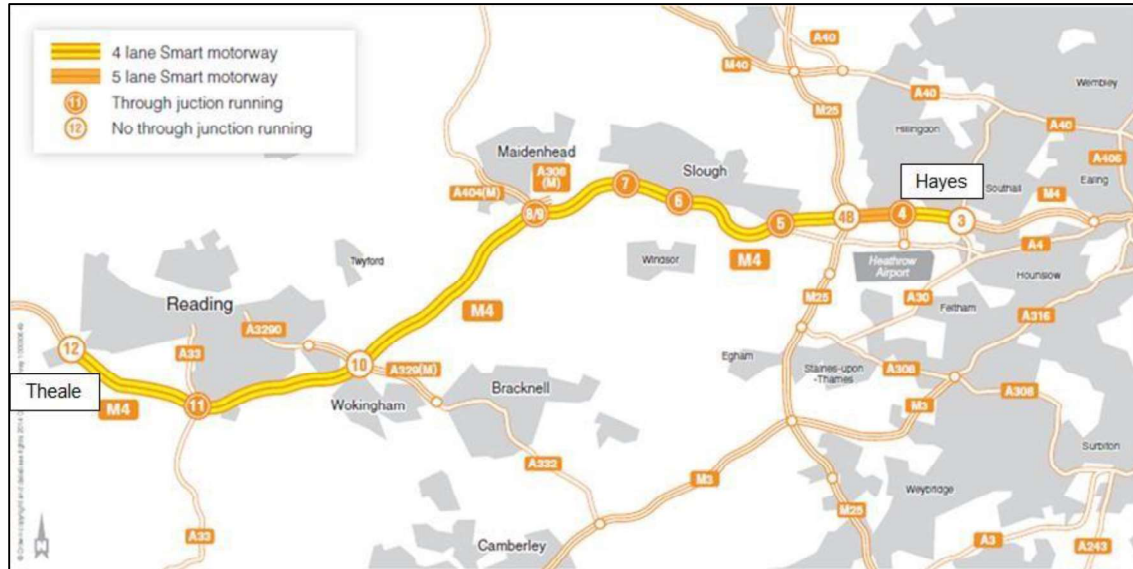 4 lane Smart motorway
5 lane Smart motorway
11 Through juction running
12 No through junction running
A40
M40
A40
M25
Wembley
Hillingdon
A40
A406
Maidenhead
A308
(M)
Slough
Hayes
Southall
M4
Ealing
A404(M)
7
6
8/9
5
4B
4
3
Twyford
Windsor
M4
Heathrow
Airport
A4
Hounslow
M4
M25
A30
Feltham
A316
Reading
A3290
12
A33
10
A329(M)
Egham
Staines-upon
-Thames
A308
Theale
M4
11
Wokingham
Bracknell
M3
A308
A322
Surbiton
M3
Weybridge
M25
A33
Camberley
A3
A243
N